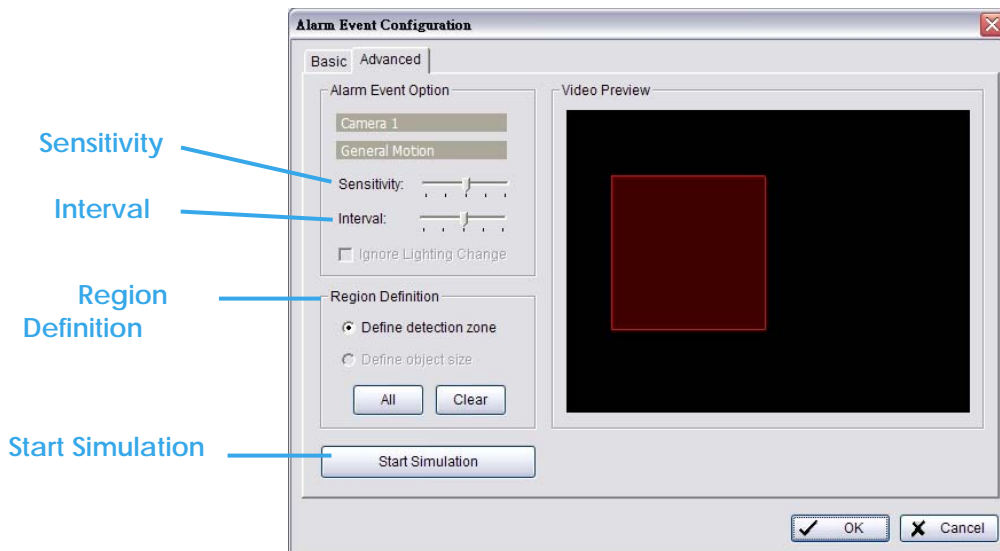 Alarm Event Configuration
Basic
Advanced
Alarm Event Option
Camera 1
General Motion
Sensitivity:
Interval:
Ignore Lighting Change
Region Definition
Define detection zone
Define object size
All
Clear
Start Simulation
Video Preview
OK
Cancel
Sensitivity
Interval
Region
Definition
Start Simulation